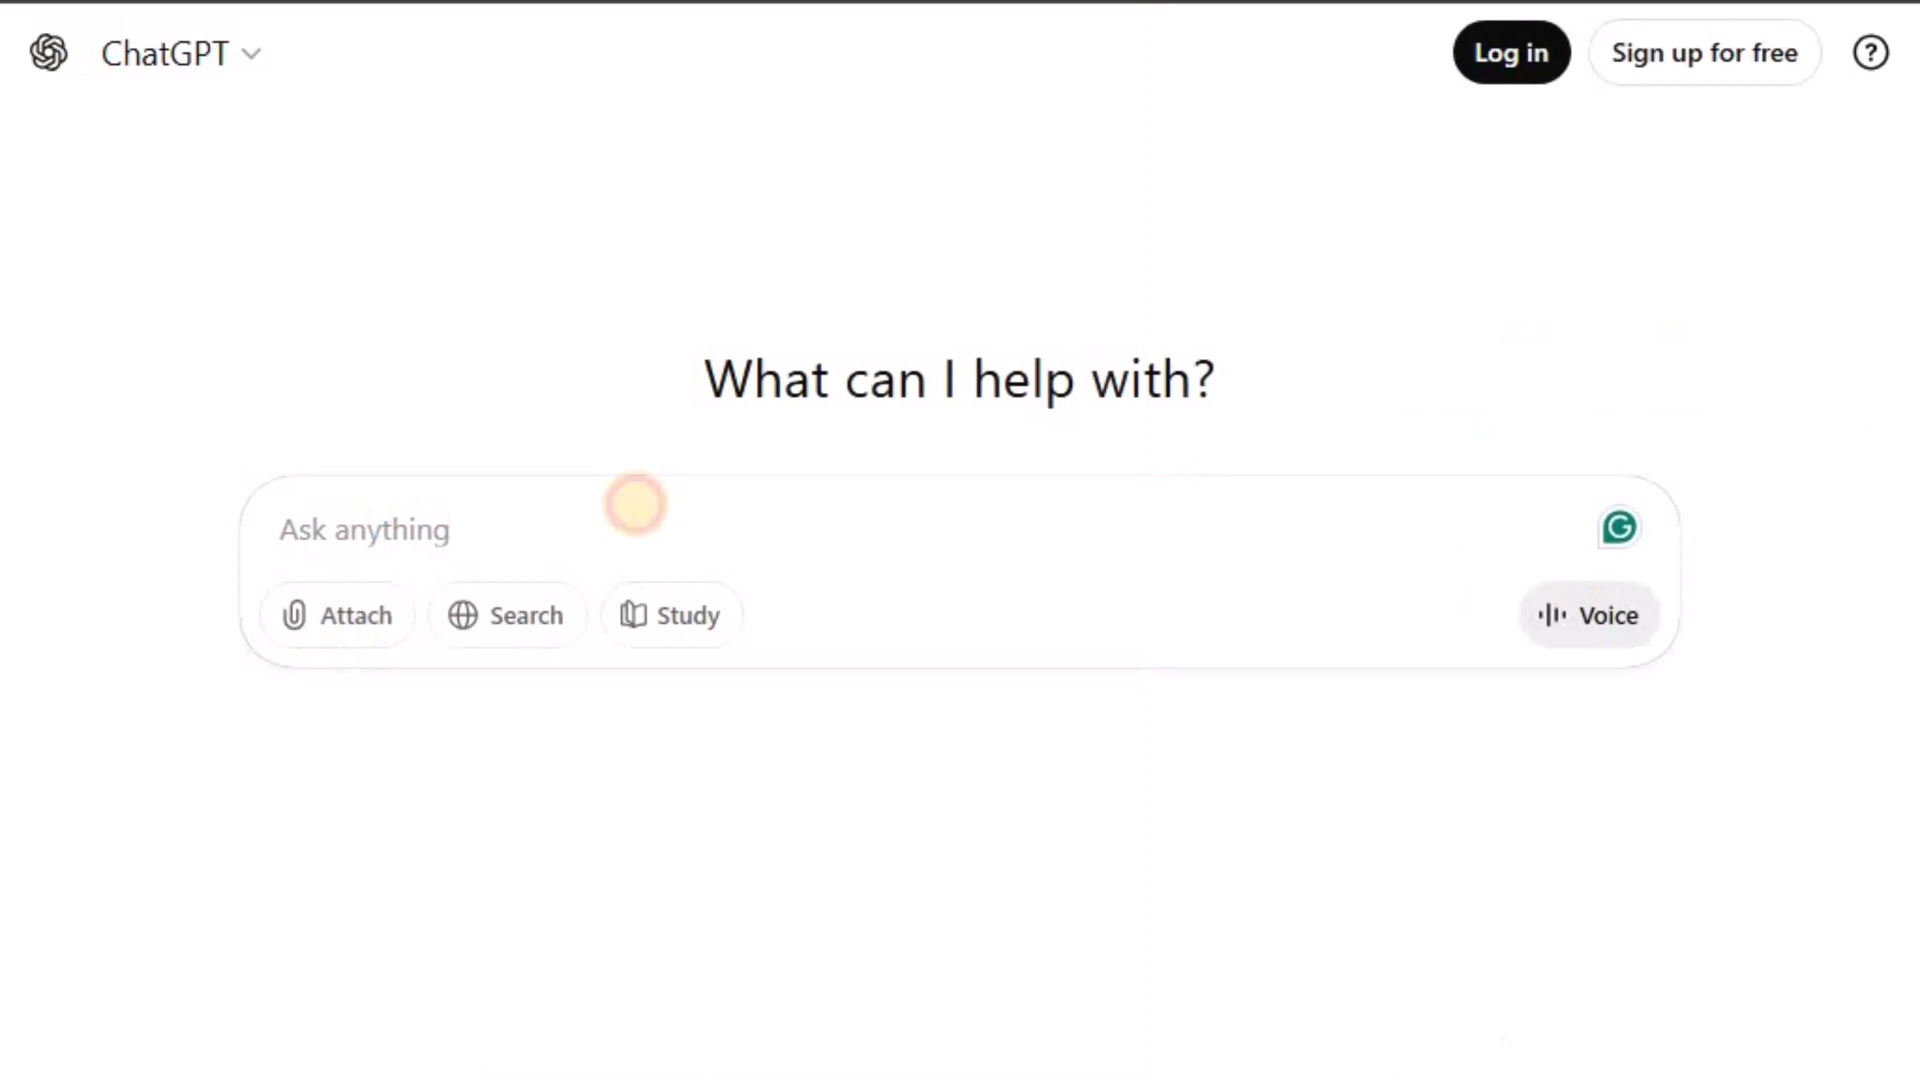 ChatGPT
Log in
Sign up for free
What can I help with?
Ask anything
Attach
Search
Study
Voice